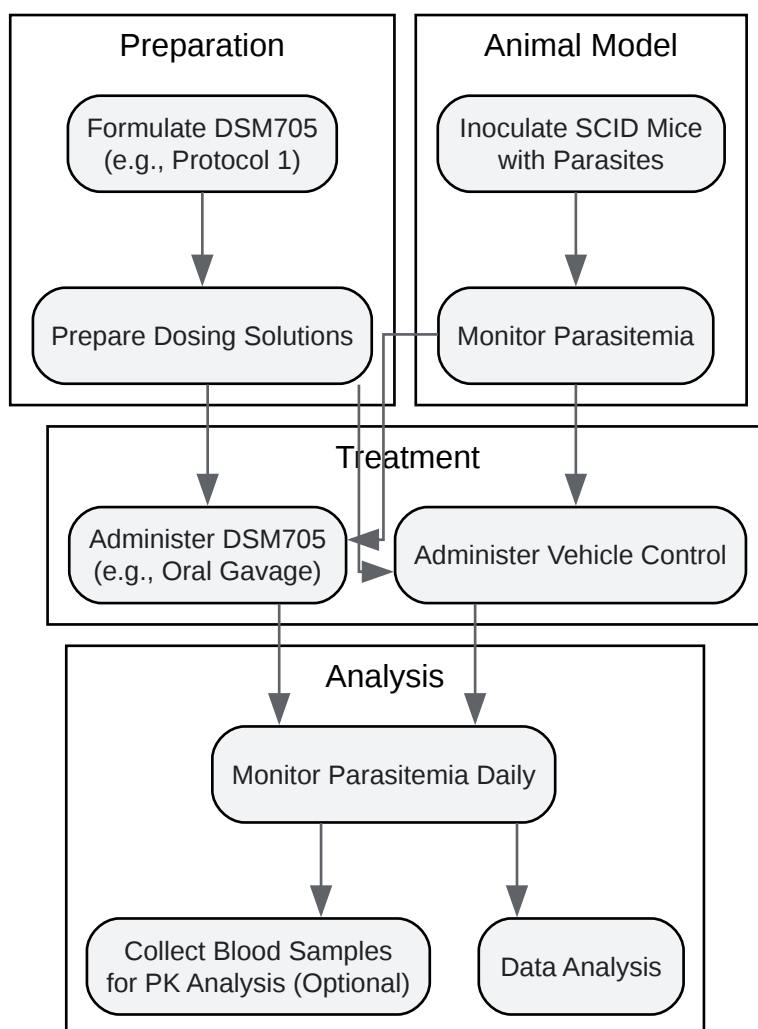 Preparation
Formulate DSM705
(e.g., Protocol 1)
Prepare Dosing Solutions
Animal Model
Inoculate SCID Mice
with Parasites
Monitor Parasitemia
Treatment
Administer DSM705
(e.g., Oral Gavage)
Administer Vehicle Control
Analysis
Monitor Parasitemia Daily
Collect Blood Samples
for PK Analysis (Optional)
Data Analysis